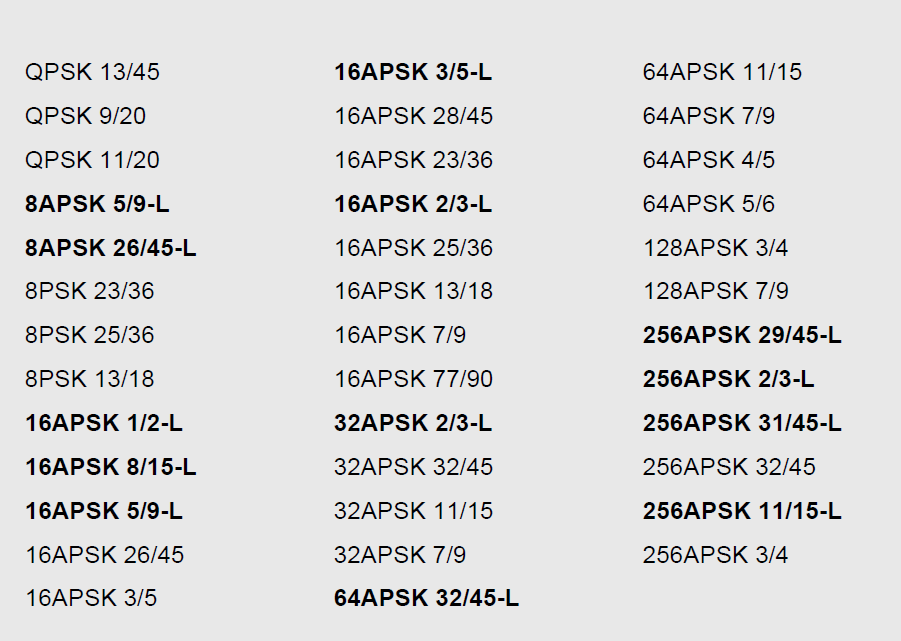 QPSK 13/45
QPSK 9/20
QPSK 11/20
8APSK 5/9-L
8APSK 26/45-L
8PSK 23/36
8PSK 25/36
8PSK 13/18
16APSK 1/2-L
16APSK 8/15-L
16APSK 5/9-L
16APSK 26/45
16APSK 3/5
16APSK 3/5-L
16APSK 28/45
16APSK 23/36
16APSK 2/3-L
16APSK 25/36
16APSK 13/18
16APSK 7/9
16APSK 77/90
32APSK 2/3-L
32APSK 32/45
32APSK 11/15
32APSK 7/9
64APSK 32/45-L
64APSK 11/15
64APSK 7/9
64APSK 4/5
64APSK 5/6
128APSK 3/4
128APSK 7/9
256APSK 29/45-L
256APSK 2/3-L
256APSK 31/45-L
256APSK 32/45
256APSK 11/15-L
256APSK 3/4